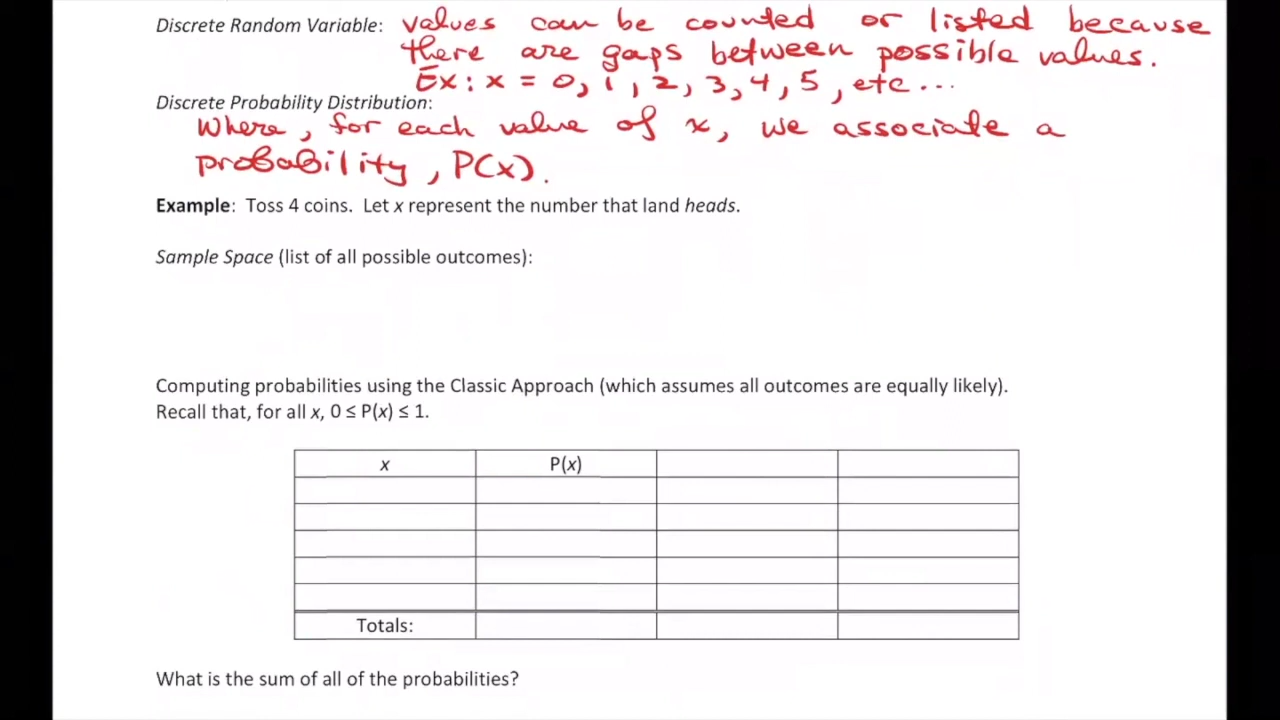 Discrete Random Variable: values can be counted or listed because
there are gaps between possible values.
Ex: x = 0, 1, 2, 3, 4, 5, etc...
Discrete Probability Distribution:
Where, for each value of x, we associate a
probability, P(x).
Example: Toss 4 coins. Let x represent the number that land heads.
Sample Space (list of all possible outcomes):
Computing probabilities using the Classic Approach (which assumes all outcomes are equally likely).
Recall that, for all x, 0 ≤ P(x) ≤ 1.
x P(x)
Totals:
What is the sum of all of the probabilities?